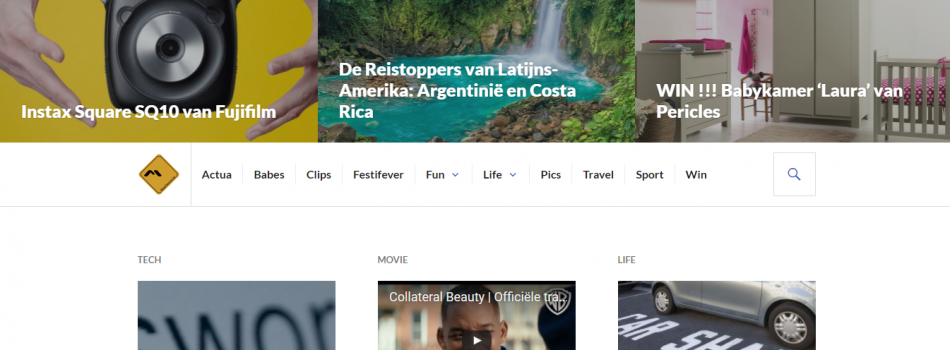 Instax Square SQ10 van Fujifilm
De Reistoppers van Latijns-
Amerika: Argentinië en Costa
Rica
WIN !!! Babykamer ‘Laura’ van
Pericles
Actua Babes Clips Festifever Fun Life Pics Travel Sport Win
TECH
MOVIE
LIFE
Collateral Beauty | Officiële tra...
CAR